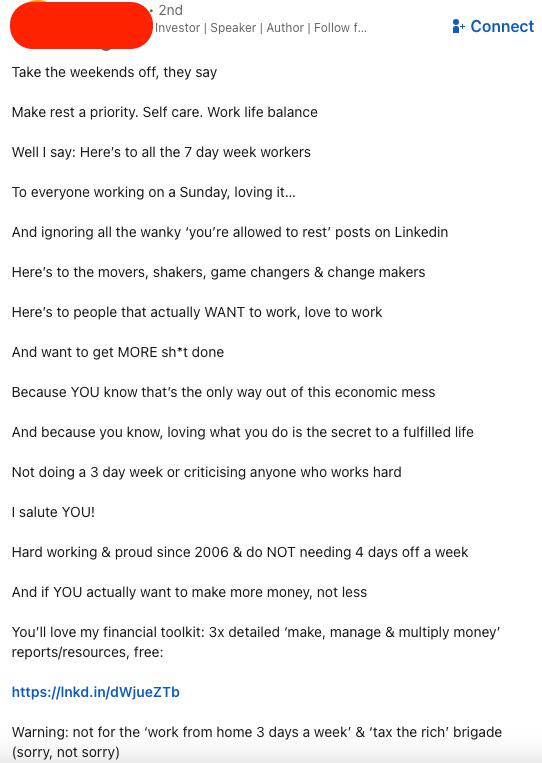 • 2nd
Investor | Speaker | Author | Follow f...
Connect
Take the weekends off, they say
Make rest a priority. Self care. Work life balance
Well I say: Here’s to all the 7 day week workers
To everyone working on a Sunday, loving it...
And ignoring all the wanky ‘you’re allowed to rest’ posts on Linkedin
Here’s to the movers, shakers, game changers & change makers
Here’s to people that actually WANT to work, love to work
And want to get MORE sh*t done
Because YOU know that’s the only way out of this economic mess
And because you know, loving what you do is the secret to a fulfilled life
Not doing a 3 day week or criticising anyone who works hard
I salute YOU!
Hard working & proud since 2006 & do NOT needing 4 days off a week
And if YOU actually want to make more money, not less
You’ll love my financial toolkit: 3x detailed ‘make, manage & multiply money’
reports/resources, free:
https://lnkd.in/dWjueZTb
Warning: not for the ‘work from home 3 days a week’ & ‘tax the rich’ brigade
(sorry, not sorry)